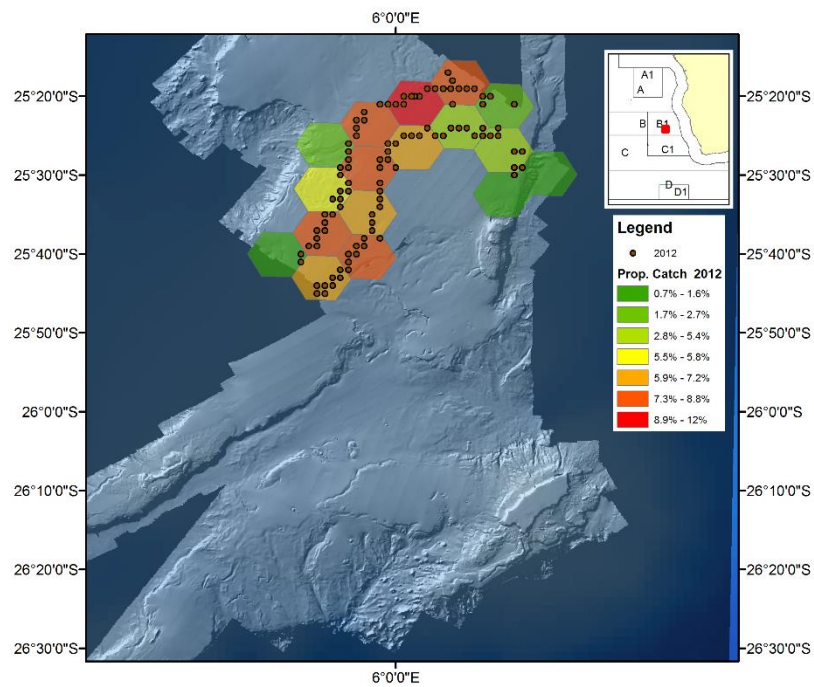 6°0'0"E
25°20'0"S
25°30'0"S
25°40'0"S
25°50'0"S
26°0'0"S
26°10'0"S
26°20'0"S
26°30'0"S
25°20'0"S
25°30'0"S
25°40'0"S
25°50'0"S
26°0'0"S
26°10'0"S
26°20'0"S
26°30'0"S
A1
A
B
B1
C
C1
D
D1
Legend
2012
Prop. Catch 2012
0.7% - 1.6%
1.7% - 2.7%
2.8% - 5.4%
5.5% - 5.8%
5.9% - 7.2%
7.3% - 8.8%
8.9% - 12%
6°0'0"E